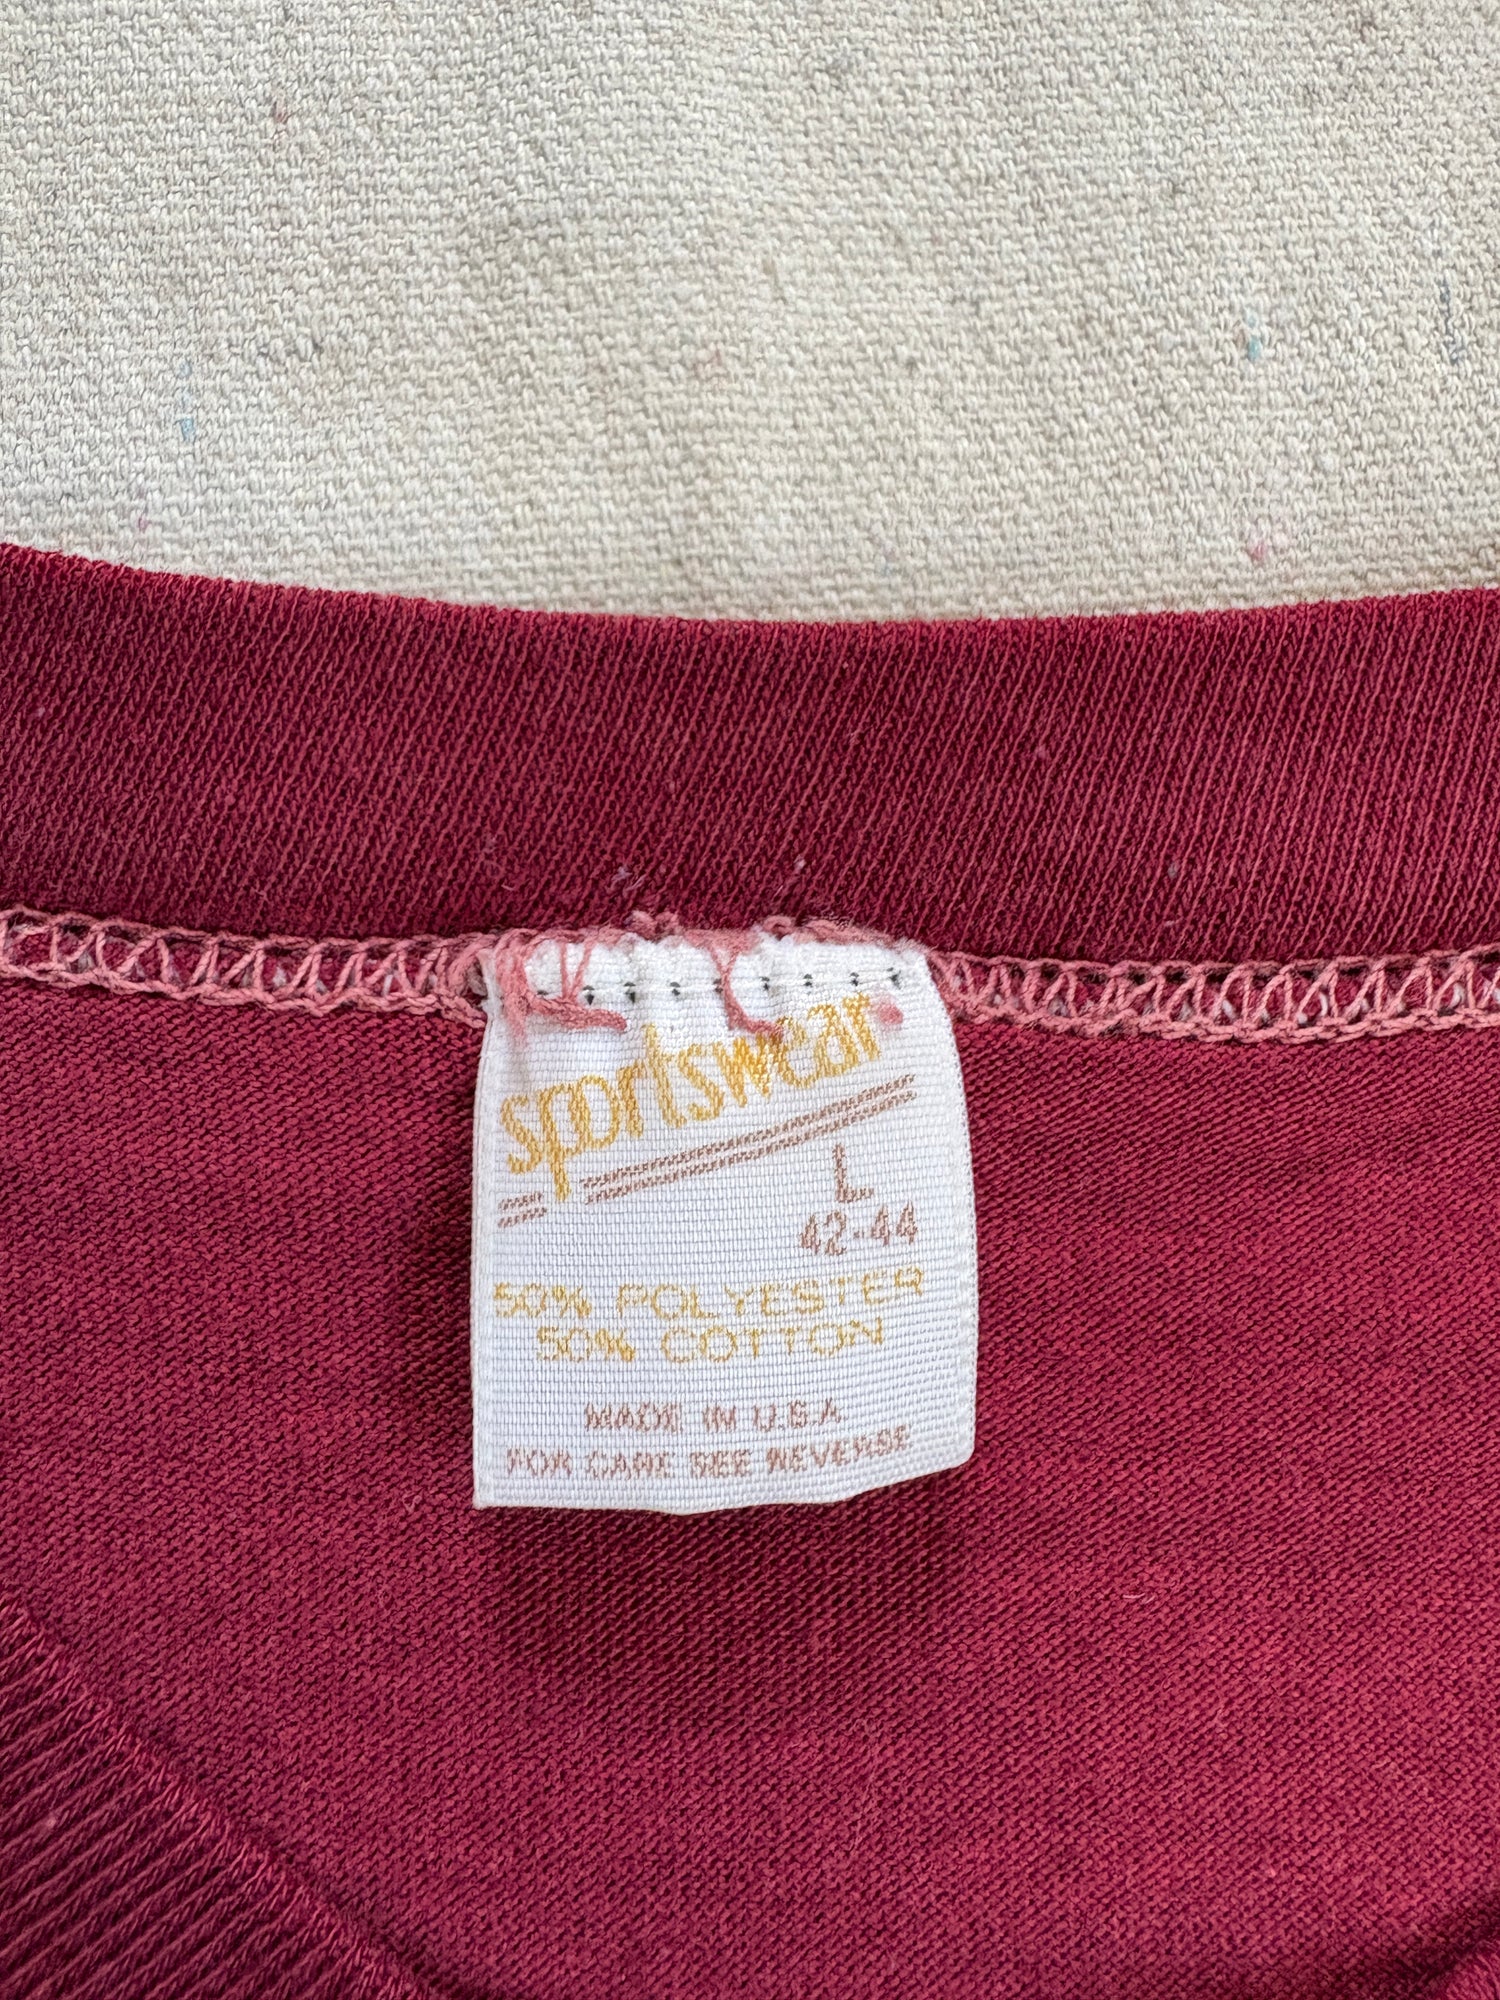 sportswear
L
42-44
50% POLYESTER
50% COTTON
MADE IN U.S.A
FOR CARE SEE REVERSE